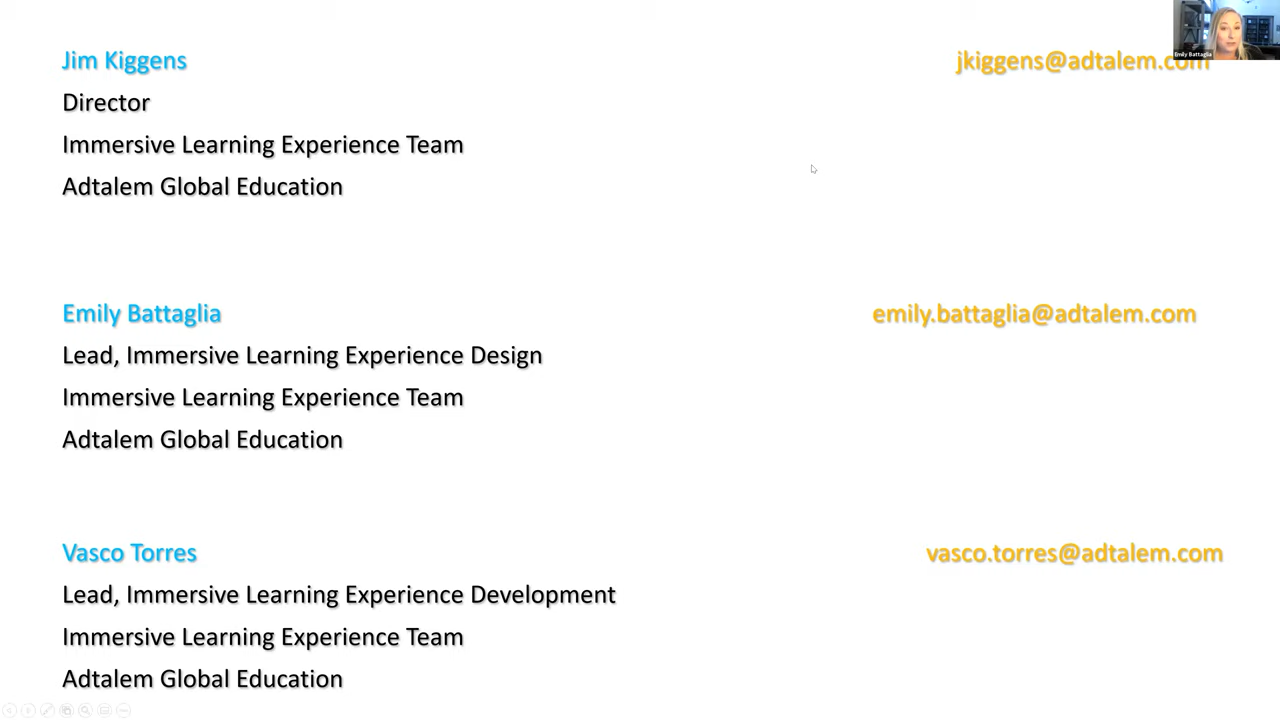 Jim Kiggens
jkiggens@adtalem.com
Director
Immersive Learning Experience Team
Adtalem Global Education
Emily Battaglia
emily.battaglia@adtalem.com
Lead, Immersive Learning Experience Design
Immersive Learning Experience Team
Adtalem Global Education
Vasco Torres
vasco.torres@adtalem.com
Lead, Immersive Learning Experience Development
Immersive Learning Experience Team
Adtalem Global Education
Emily Battaglia